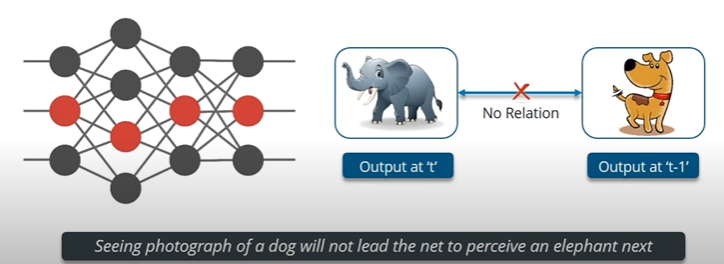 No Relation
Output at ‘t’
Output at ‘t-1’
Seeing photograph of a dog will not lead the net to perceive an elephant next